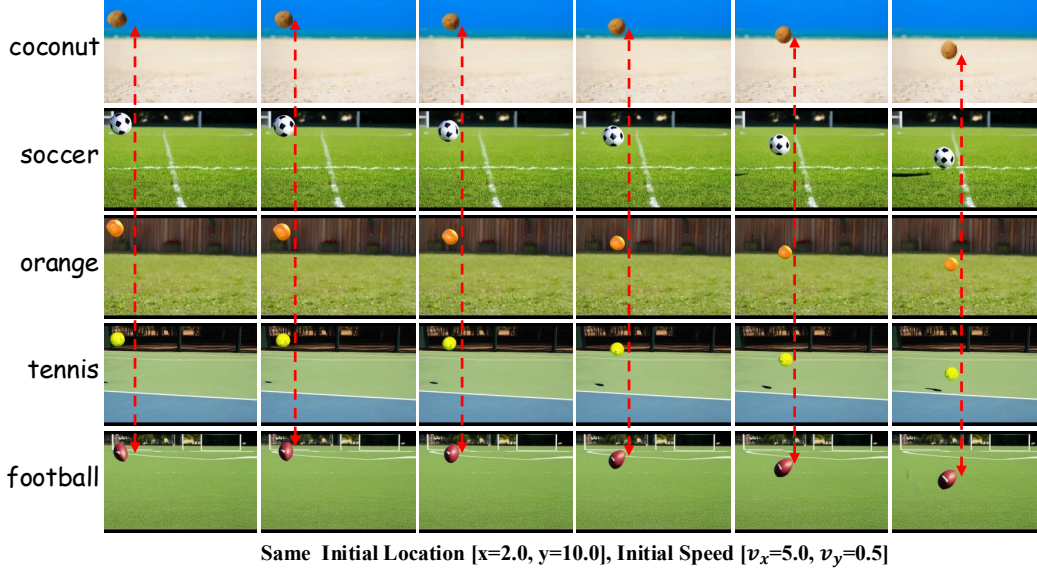 coconut
soccer
orange
tennis
football
Same Initial Location [x=2.0, y=10.0], Initial Speed [𝒗ₓ=5.0, 𝒗ᵧ=0.5]